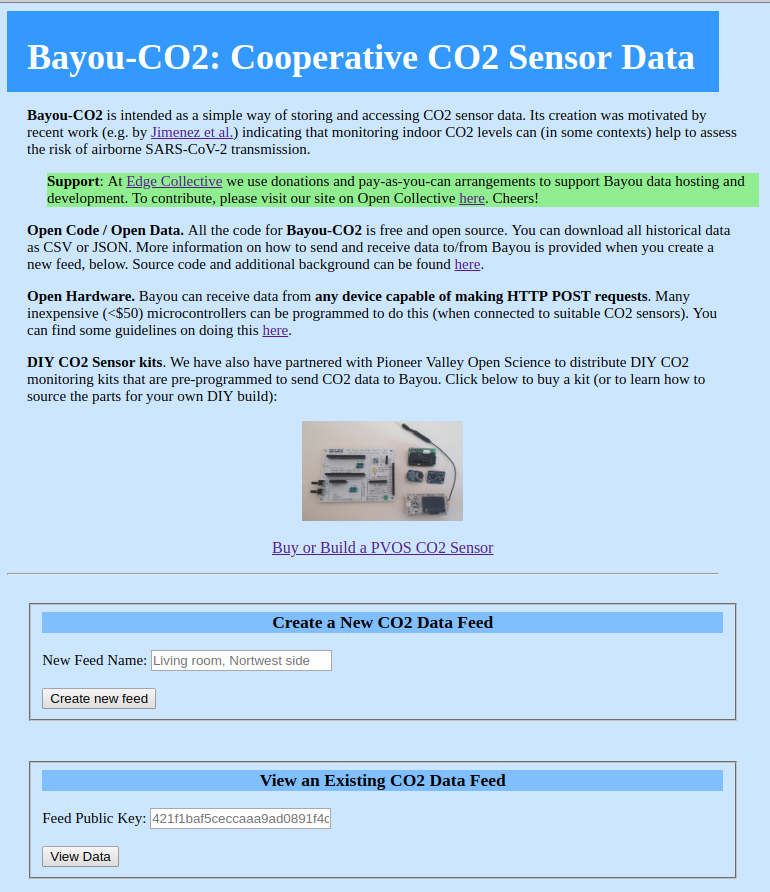 Bayou-CO2: Cooperative CO2 Sensor Data
Bayou-CO2 is intended as a simple way of storing and accessing CO2 sensor data. Its creation was motivated by
recent work (e.g. by Jimenez et al.) indicating that monitoring indoor CO2 levels can (in some contexts) help to assess
the risk of airborne SARS-CoV-2 transmission.
Support: At Edge Collective we use donations and pay-as-you-can arrangements to support Bayou data hosting and
development. To contribute, please visit our site on Open Collective here. Cheers!
Open Code / Open Data. All the code for Bayou-CO2 is free and open source. You can download all historical data
as CSV or JSON. More information on how to send and receive data to/from Bayou is provided when you create a
new feed, below. Source code and additional background can be found here.
Open Hardware. Bayou can receive data from any device capable of making HTTP POST requests. Many
inexpensive (<$50) microcontrollers can be programmed to do this (when connected to suitable CO2 sensors). You
can find some guidelines on doing this here.
DIY CO2 Sensor kits. We have also have partnered with Pioneer Valley Open Science to distribute DIY CO2
monitoring kits that are pre-programmed to send CO2 data to Bayou. Click below to buy a kit (or to learn how to
source the parts for your own DIY build):
Buy or Build a PVOS CO2 Sensor
Create a New CO2 Data Feed
New Feed Name: Living room, Nortwest side
Create new feed
View an Existing CO2 Data Feed
Feed Public Key: 421f1baf5ceccaaa9ad0891f4c
View Data